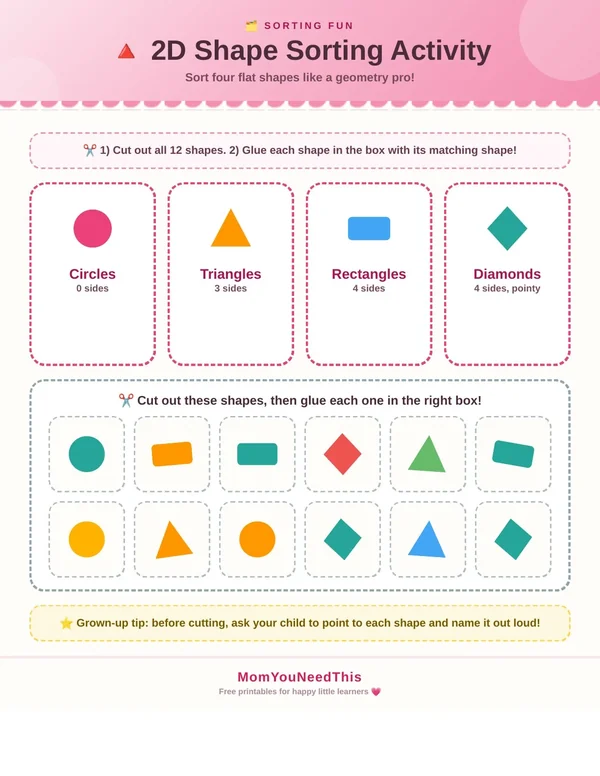 🗂️ SORTING FUN
🔺 2D Shape Sorting Activity
Sort four flat shapes like a geometry pro!
✂️ 1) Cut out all 12 shapes. 2) Glue each shape in the box with its matching shape!
Circles
0 sides
Triangles
3 sides
Rectangles
4 sides
Diamonds
4 sides, pointy
✂️ Cut out these shapes, then glue each one in the right box!
⭐ Grown-up tip: before cutting, ask your child to point to each shape and name it out loud!
MomYouNeedThis
Free printables for happy little learners 💗